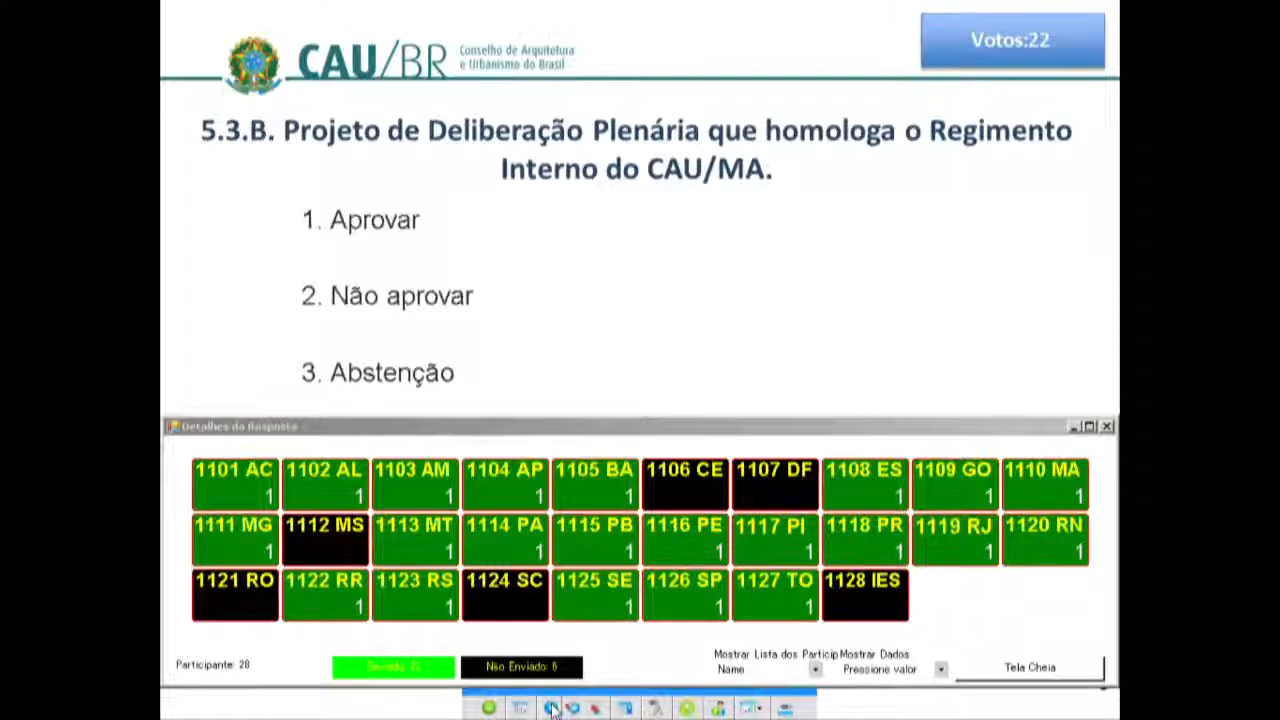 CAU/BR
Conselho de Arquitetura
e Urbanismo do Brasil
Votos:22
5.3.B. Projeto de Deliberação Plenária que homologa o Regimento
Interno do CAU/MA.
1. Aprovar
2. Não aprovar
3. Abstenção
Detalhes da Resposta
1101 AC 1102 AL 1103 AM 1104 AP 1105 BA 1106 CE 1107 DF 1108 ES 1109 GO 1110 MA
1 1 1 1 1 1 1 1
1111 MG 1112 MS 1113 MT 1114 PA 1115 PB 1116 PE 1117 PI 1118 PR 1119 RJ 1120 RN
1 1 1 1 1 1 1 1 1
1121 RO 1122 RR 1123 RS 1124 SC 1125 SE 1126 SP 1127 TO 1128 IES
1 1 1 1 1
Mostrar Lista dos Particip Mostrar Dados
Participante: 28 Não Enviado: 6 Name Pressione valor Tela Cheia